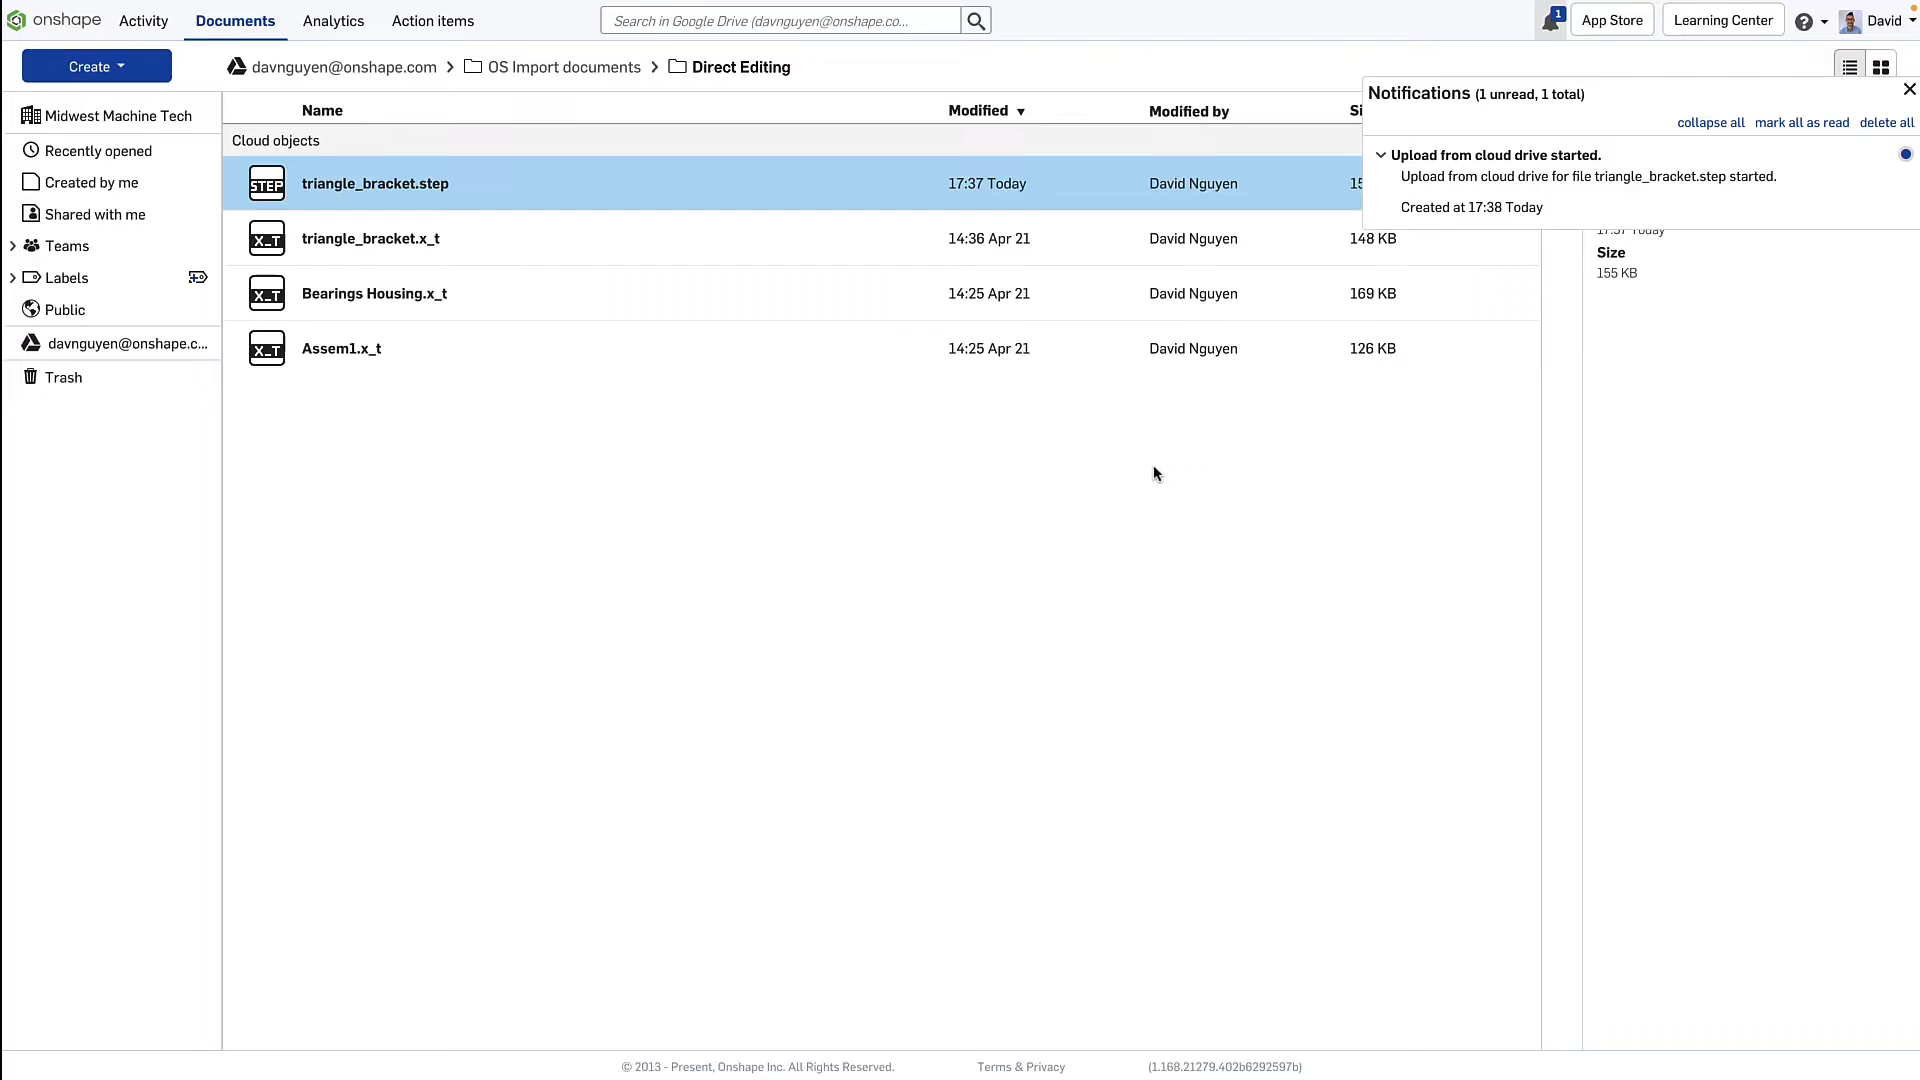 onshape Activity Documents Analytics Action items Search in Google Drive (davnguyen@onshape.co... 1 App Store Learning Center David
Create davnguyen@onshape.com OS Import documents Direct Editing
Notifications (1 unread, 1 total)
collapse all mark all as read delete all
Upload from cloud drive started.
Upload from cloud drive for file triangle_bracket.step started.
Created at 17:38 Today
Midwest Machine Tech
Recently opened
Created by me
Shared with me
Teams
Labels
Public
davnguyen@onshape.c...
Trash
Name Modified Modified by Si
Cloud objects
STEP triangle_bracket.step 17:37 Today David Nguyen 15
X_T triangle_bracket.x_t 14:36 Apr 21 David Nguyen 148 KB
X_T Bearings Housing.x_t 14:25 Apr 21 David Nguyen 169 KB
X_T Assem1.x_t 14:25 Apr 21 David Nguyen 126 KB
17:37 Today
Size
155 KB
© 2013 - Present, Onshape Inc. All Rights Reserved. Terms & Privacy (1.168.21279.402b6292597b)